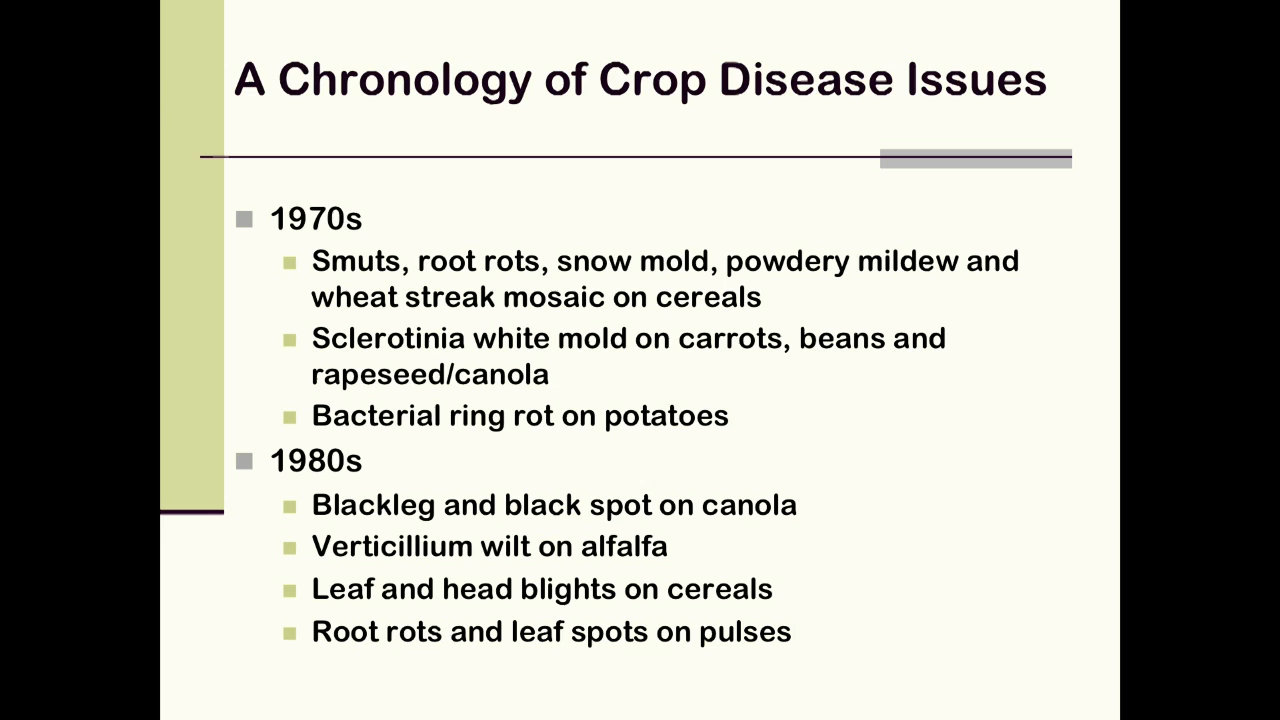 A Chronology of Crop Disease Issues
1970s
Smuts, root rots, snow mold, powdery mildew and
wheat streak mosaic on cereals
Sclerotinia white mold on carrots, beans and
rapeseed/canola
Bacterial ring rot on potatoes
1980s
Blackleg and black spot on canola
Verticillium wilt on alfalfa
Leaf and head blights on cereals
Root rots and leaf spots on pulses